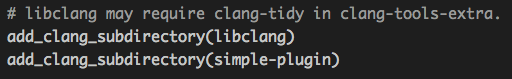 # libclang may require clang-tidy in clang-tools-extra.
add_clang_subdirectory(libclang)
add_clang_subdirectory(simple-plugin)